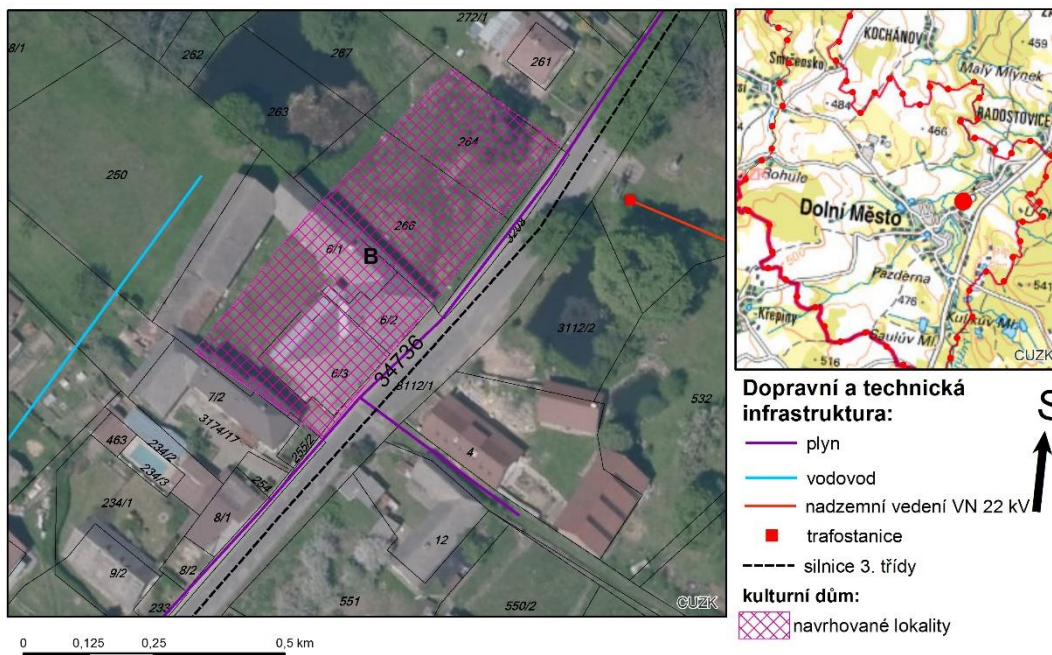 8/1
262
267
272/1
261
263
264
250
266
3208
6/1
B
6/2
3112/2
6/3
34736
3112/1
532
7/2
3174/17
463
234/2
234/3
255/2
254
4
234/1
8/1
12
9/2
8/2
233
551
550/2
CUZK
0 0,125 0,25 0,5 km
KOCHÁNOV
459
Smrčensko
Malý Mlýnek
484
466
RADOSTOVICE
Bohule
Dolní Město
500
Pazderna
541
476
Křepiny
Saulův Ml.
516
CUZK
Dopravní a technická
infrastruktura:
S
plyn
vodovod
nadzemní vedení VN 22 kV
trafostanice
silnice 3. třídy
kulturní dům:
navrhované lokality